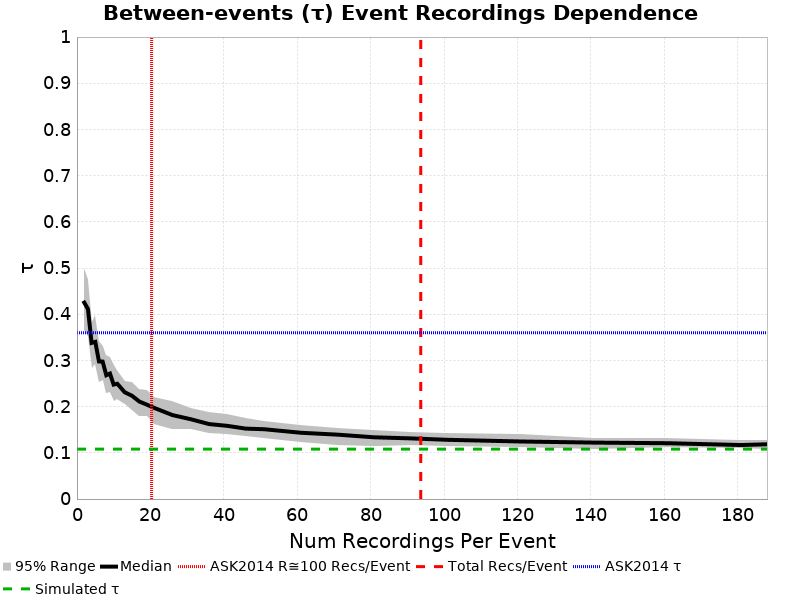 Between-events (τ) Event Recordings Dependence
1
0.9
0.8
0.7
0.6
0.5
0.4
0.3
0.2
0.1
0
τ
0 20 40 60 80 100 120 140 160 180
Num Recordings Per Event
95% Range Median ASK2014 R≅100 Recs/Event Total Recs/Event ASK2014 τ
Simulated τ